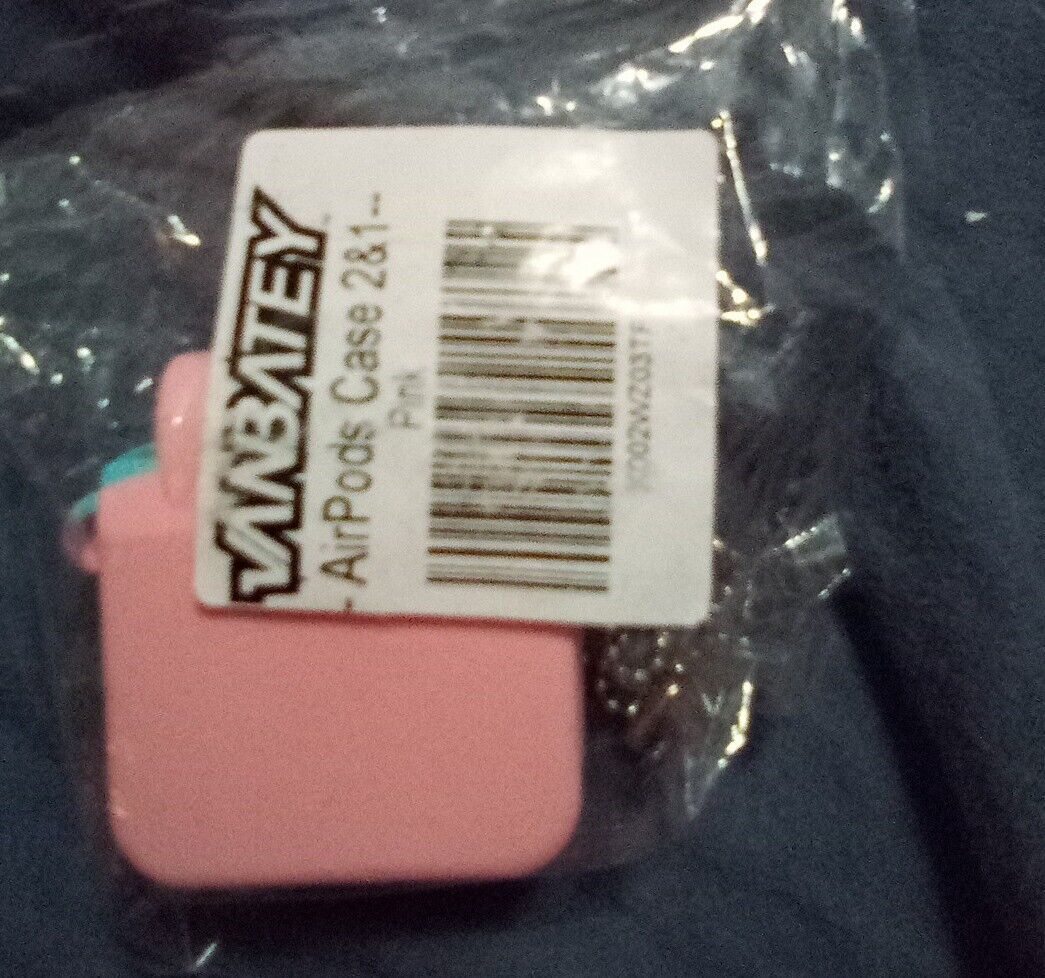 VANBATEY
- AirPods Case 2&1--
Pink